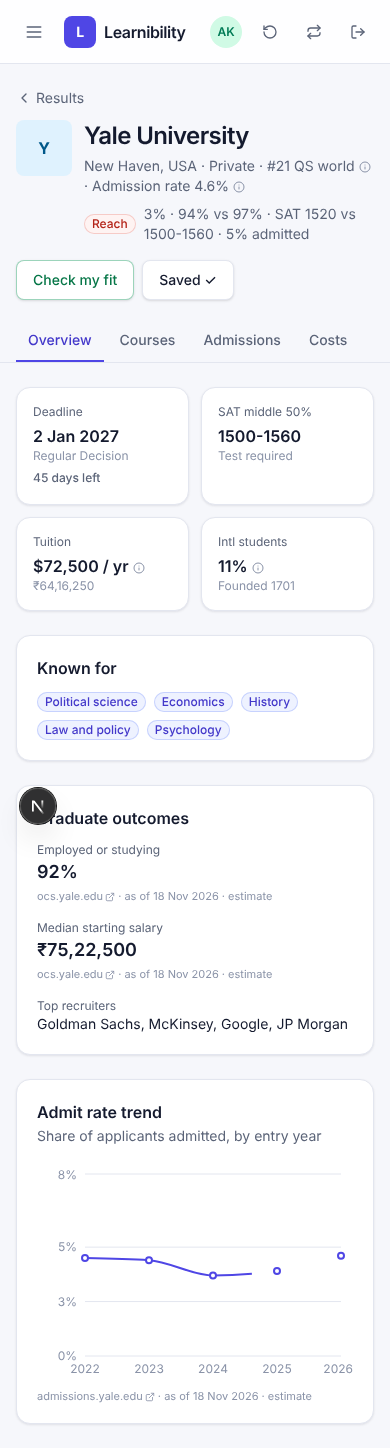 L Learnibility AK
Results
Y
Yale University
New Haven, USA · Private · #21 QS world
· Admission rate 4.6%
Reach
3% · 94% vs 97% · SAT 1520 vs
1500-1560 · 5% admitted
Check my fit
Saved ✓
Overview Courses Admissions Costs
Deadline
2 Jan 2027
Regular Decision
45 days left
SAT middle 50%
1500-1560
Test required
Tuition
$72,500 / yr
₹64,16,250
Intl students
11%
Founded 1701
Known for
Political science Economics History
Law and policy Psychology
N
raduate outcomes
Employed or studying
92%
ocs.yale.edu · as of 18 Nov 2026 · estimate
Median starting salary
₹75,22,500
ocs.yale.edu · as of 18 Nov 2026 · estimate
Top recruiters
Goldman Sachs, McKinsey, Google, JP Morgan
Admit rate trend
Share of applicants admitted, by entry year
8%
5%
3%
0%
2022 2023 2024 2025 2026
admissions.yale.edu · as of 18 Nov 2026 · estimate